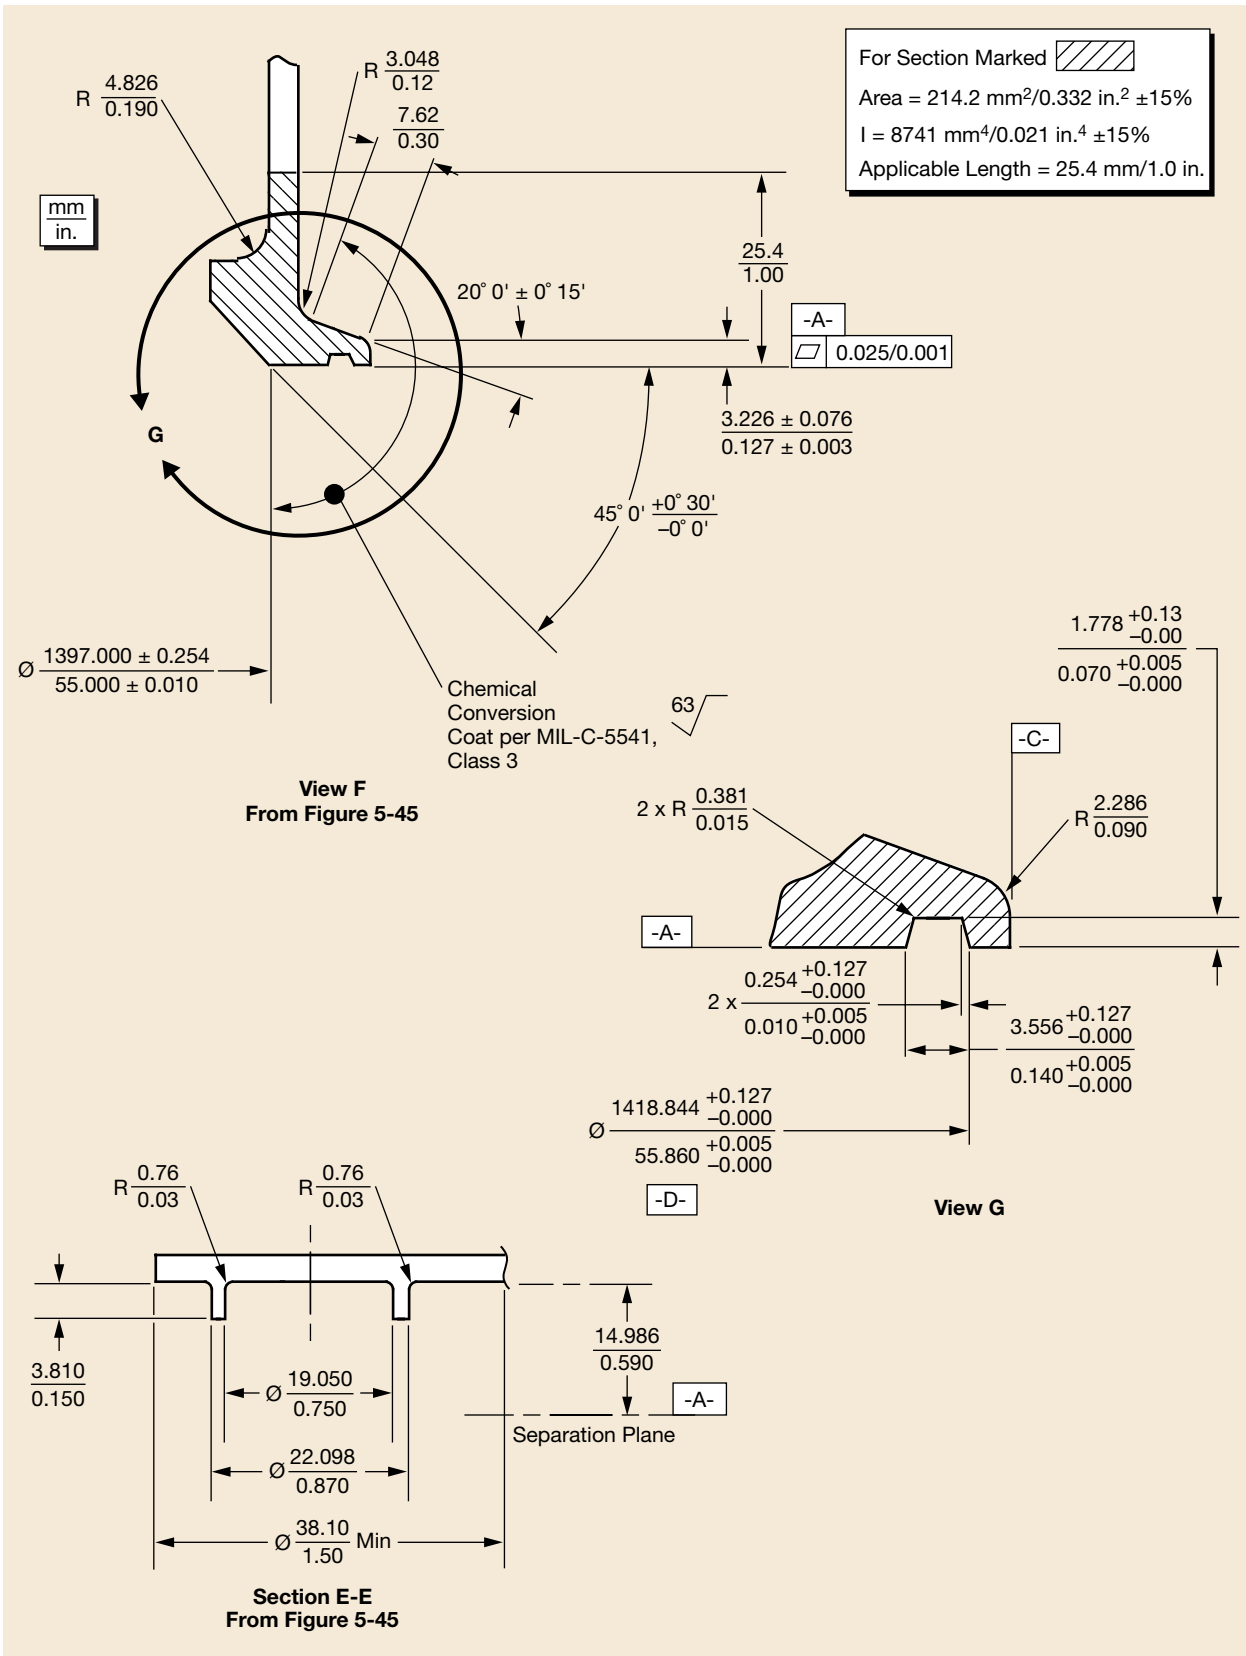 For Section Marked
Area = 214.2 mm²/0.332 in.² ±15%
I = 8741 mm⁴/0.021 in.⁴ ±15%
Applicable Length = 25.4 mm/1.0 in.
R 4.826
0.190
R 3.048
0.12
7.62
0.30
mm
in.
25.4
1.00
20° 0' ± 0° 15'
-A-
0.025/0.001
3.226 ± 0.076
0.127 ± 0.003
G
45° 0' +0° 30'
–0° 0'
Ø 1397.000 ± 0.254
55.000 ± 0.010
Chemical
Conversion
Coat per MIL-C-5541,
Class 3
63
View F
From Figure 5-45
1.778 +0.13
–0.00
0.070 +0.005
–0.000
-C-
2 x R 0.381
0.015
R 2.286
0.090
-A-
2 x 0.254 +0.127
–0.000
0.010 +0.005
–0.000
3.556 +0.127
–0.000
0.140 +0.005
–0.000
Ø 1418.844 +0.127
–0.000
55.860 +0.005
–0.000
-D-
View G
R 0.76
0.03
R 0.76
0.03
3.810
0.150
14.986
0.590
Ø 19.050
0.750
-A-
Separation Plane
Ø 22.098
0.870
Ø 38.10 Min
1.50
Section E-E
From Figure 5-45